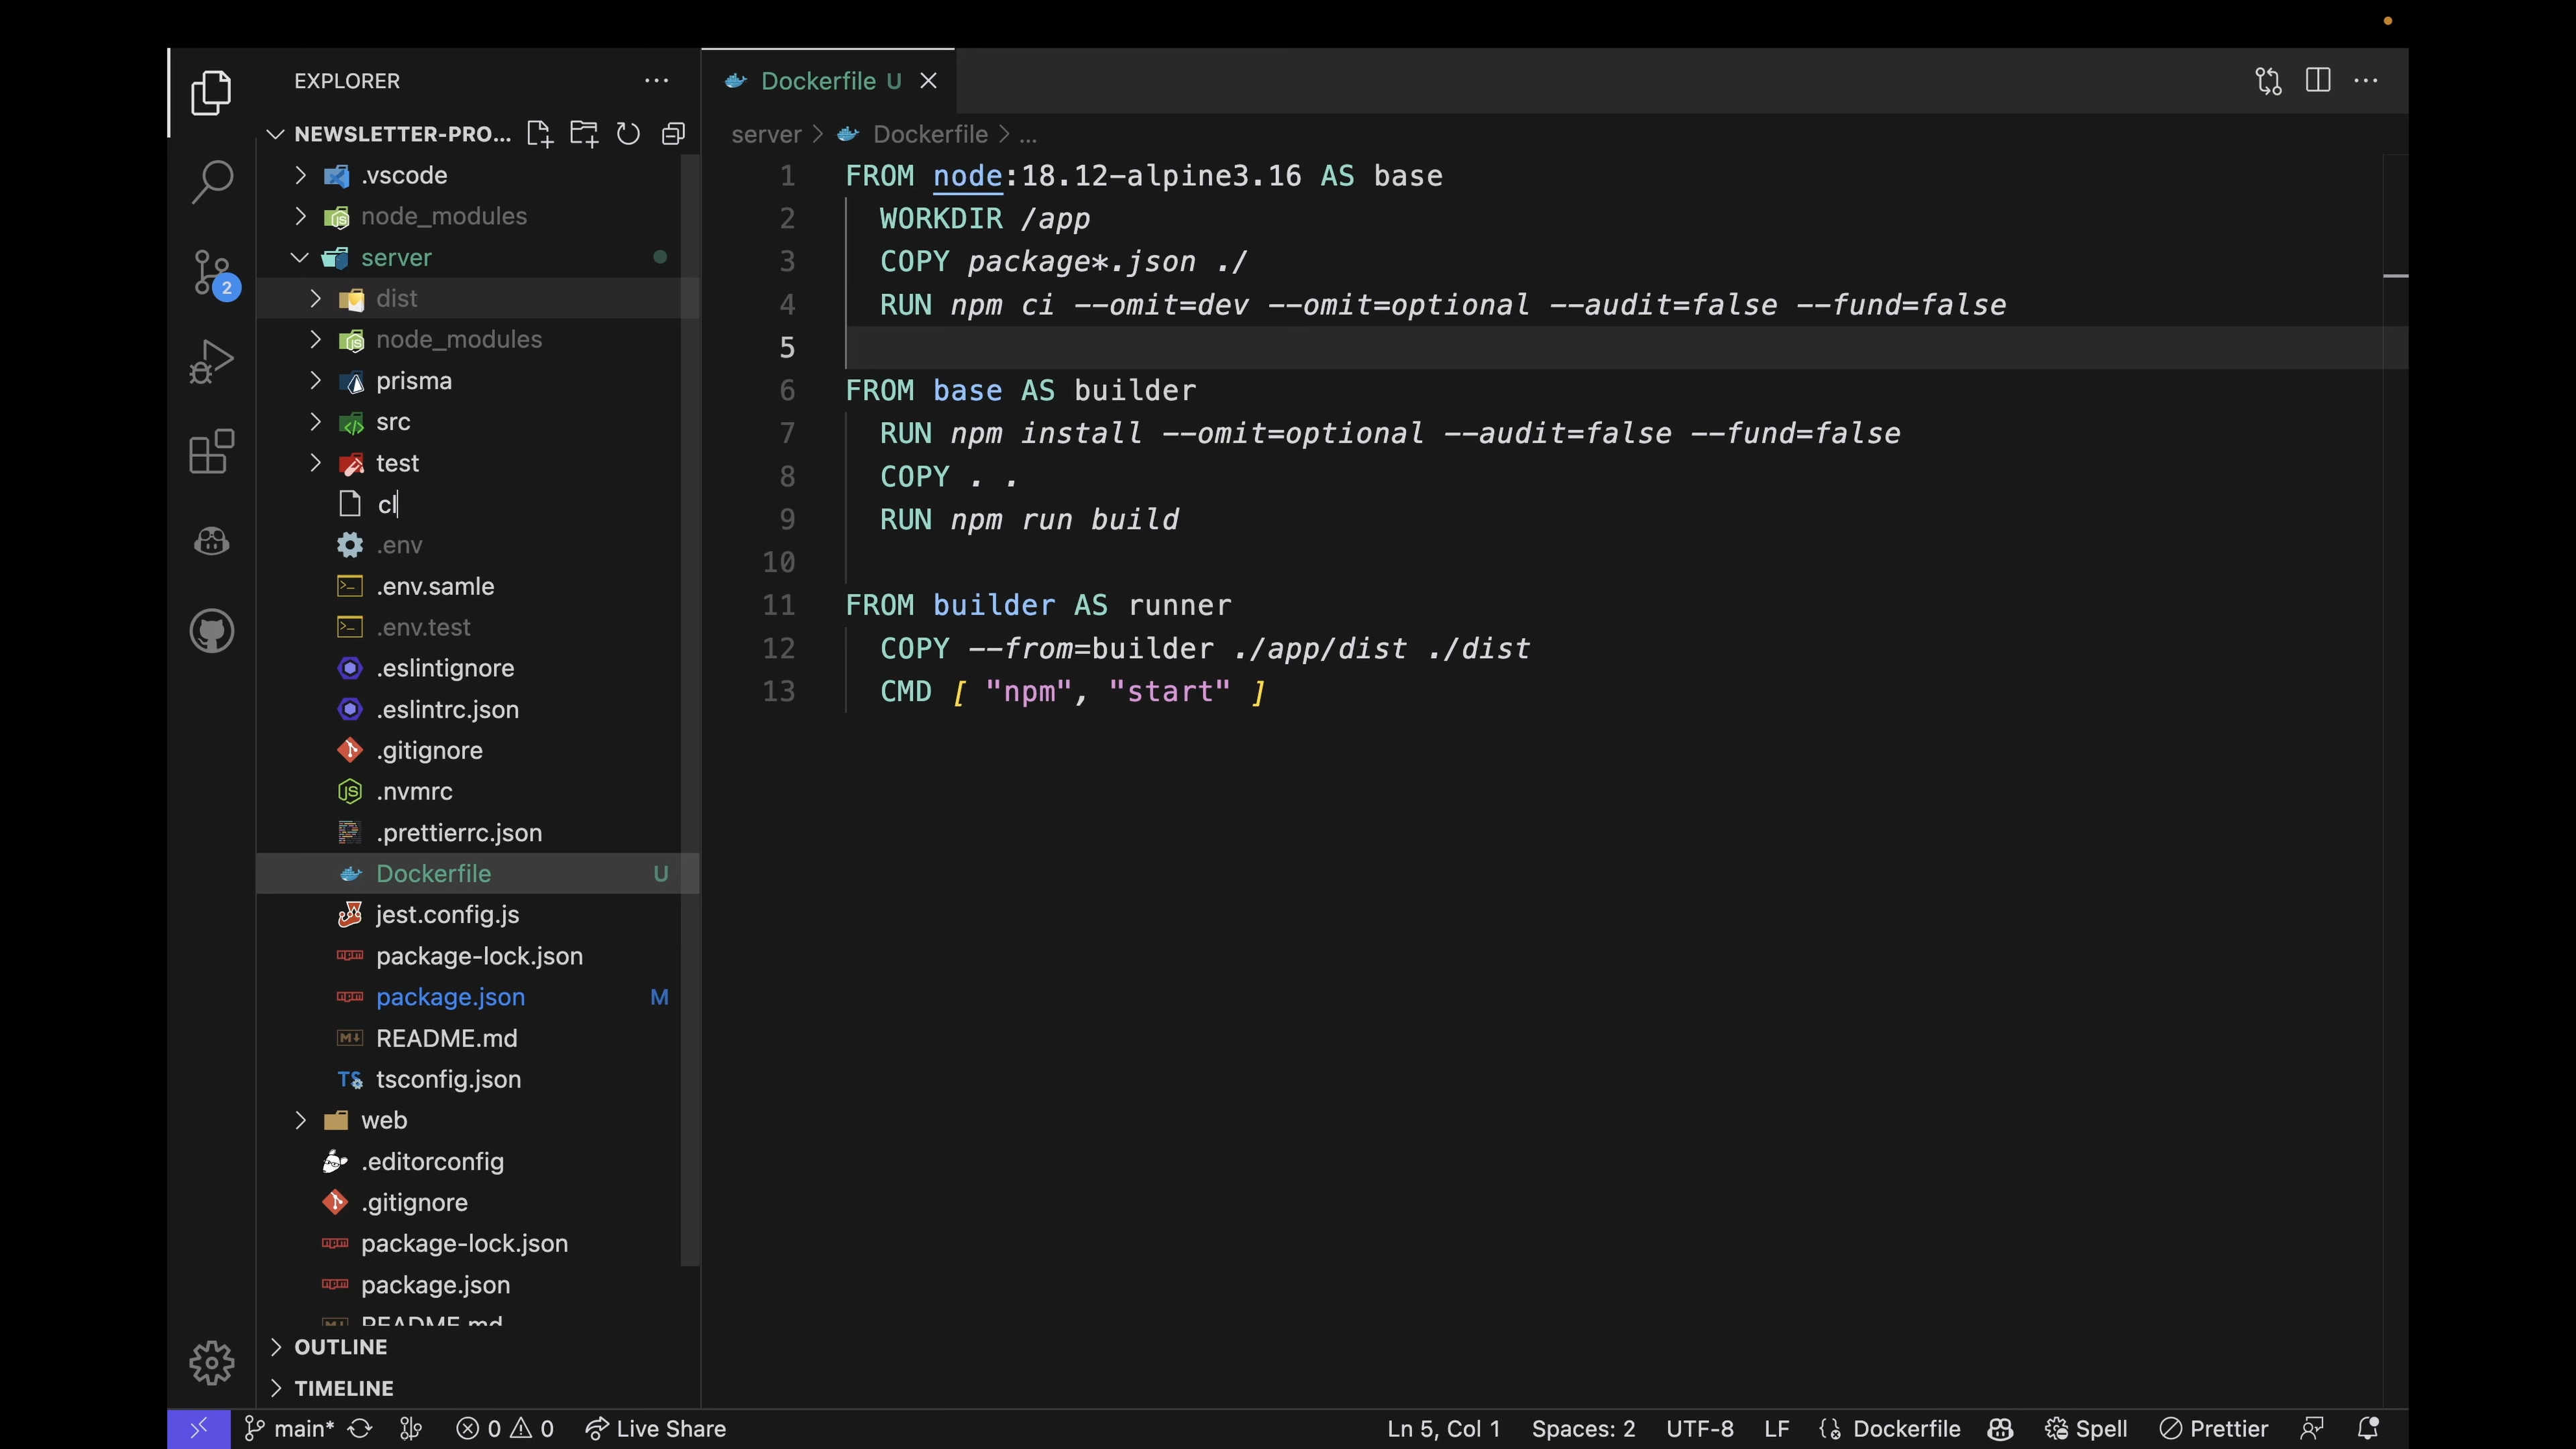 EXPLORER
NEWSLETTER-PRO...
.vscode
node_modules
server
dist
node_modules
prisma
src
test
cl
.env
.env.samle
.env.test
.eslintignore
.eslintrc.json
.gitignore
.nvmrc
.prettierrc.json
Dockerfile U
jest.config.js
package-lock.json
package.json M
README.md
tsconfig.json
web
.editorconfig
.gitignore
package-lock.json
package.json
README.md
OUTLINE
TIMELINE
2
Dockerfile U
server > Dockerfile > ...
1 FROM node:18.12-alpine3.16 AS base
2 WORKDIR /app
3 COPY package*.json ./
4 RUN npm ci --omit=dev --omit=optional --audit=false --fund=false
5
6 FROM base AS builder
7 RUN npm install --omit=optional --audit=false --fund=false
8 COPY . .
9 RUN npm run build
10
11 FROM builder AS runner
12 COPY --from=builder ./app/dist ./dist
13 CMD [ "npm", "start" ]
main* 0 0 Live Share Ln 5, Col 1 Spaces: 2 UTF-8 LF Dockerfile Spell Prettier